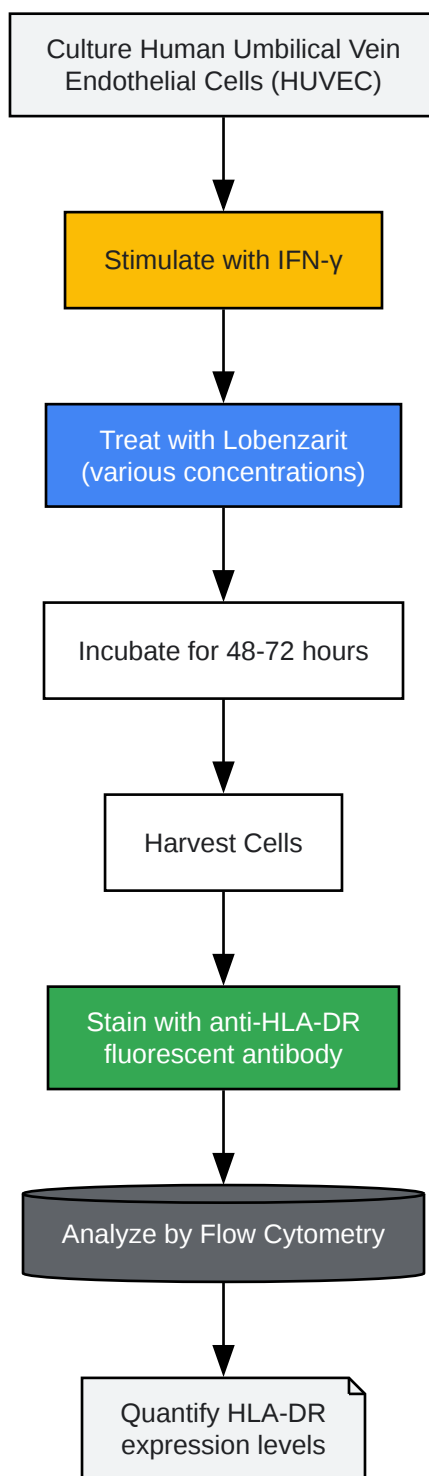 Culture Human Umbilical Vein
Endothelial Cells (HUVEC)
Stimulate with IFN-γ
Treat with Lobenzarit
(various concentrations)
Incubate for 48-72 hours
Harvest Cells
Stain with anti-HLA-DR
fluorescent antibody
Analyze by Flow Cytometry
Quantify HLA-DR
expression levels